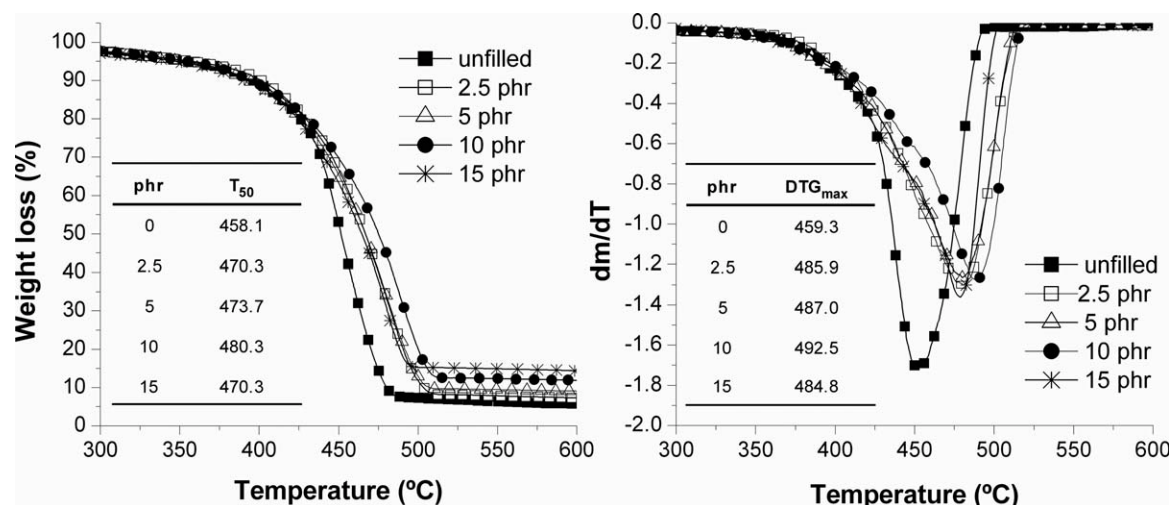 100
90
80
70
60
50
40
30
20
10
0
Weight loss (%)
unfilled
2.5 phr
5 phr
10 phr
15 phr
phr T50
0 458.1
2.5 470.3
5 473.7
10 480.3
15 470.3
300 350 400 450 500 550 600
Temperature (ºC)
0.0
-0.2
-0.4
-0.6
-0.8
-1.0
-1.2
-1.4
-1.6
-1.8
-2.0
dm/dT
phr DTGmax
0 459.3
2.5 485.9
5 487.0
10 492.5
15 484.8
unfilled
2.5 phr
5 phr
10 phr
15 phr
300 350 400 450 500 550 600
Temperature (ºC)